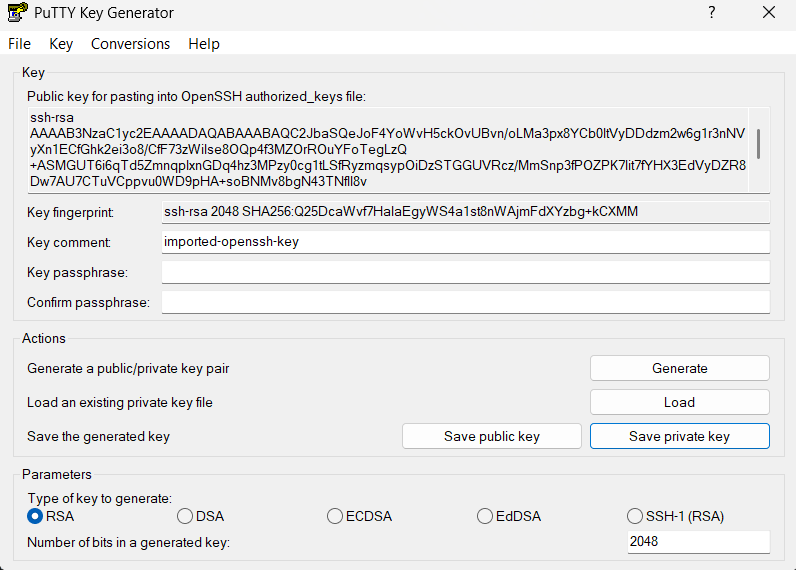 PuTTY Key Generator
File Key Conversions Help
Key
Public key for pasting into OpenSSH authorized_keys file:
ssh-rsa
AAAAB3NzaC1yc2EAAAADAQABAAABAQC2JbaSQeJoF4YoWvH5ckOvUBvn/oLMa3px8YCb0ltVyDDdzm2w6g1r3nNV
yXn1ECfGhk2ei3o8/CfF73zWilse8OQp4f3MZOrROuYFoTegLzQ
+ASMGUT6i6qTd5ZmnqplxnGDq4hz3MPzy0cg1tLSfRyzmqsypOiDzSTGGUVRcz/MmSnp3fPOZPK7lit7fYHX3EdVyDZR8
Dw7AU7CTuVCppvu0WD9pHA+soBNMv8bgN43TNfll8v
Key fingerprint: ssh-rsa 2048 SHA256:Q25DcaWvf7HalaEgyWS4a1st8nWAjmFdXYzbg+kCXMM
Key comment: imported-openssh-key
Key passphrase:
Confirm passphrase:
Actions
Generate a public/private key pair Generate
Load an existing private key file Load
Save the generated key Save public key Save private key
Parameters
Type of key to generate:
RSA DSA ECDSA EdDSA SSH-1 (RSA)
Number of bits in a generated key: 2048